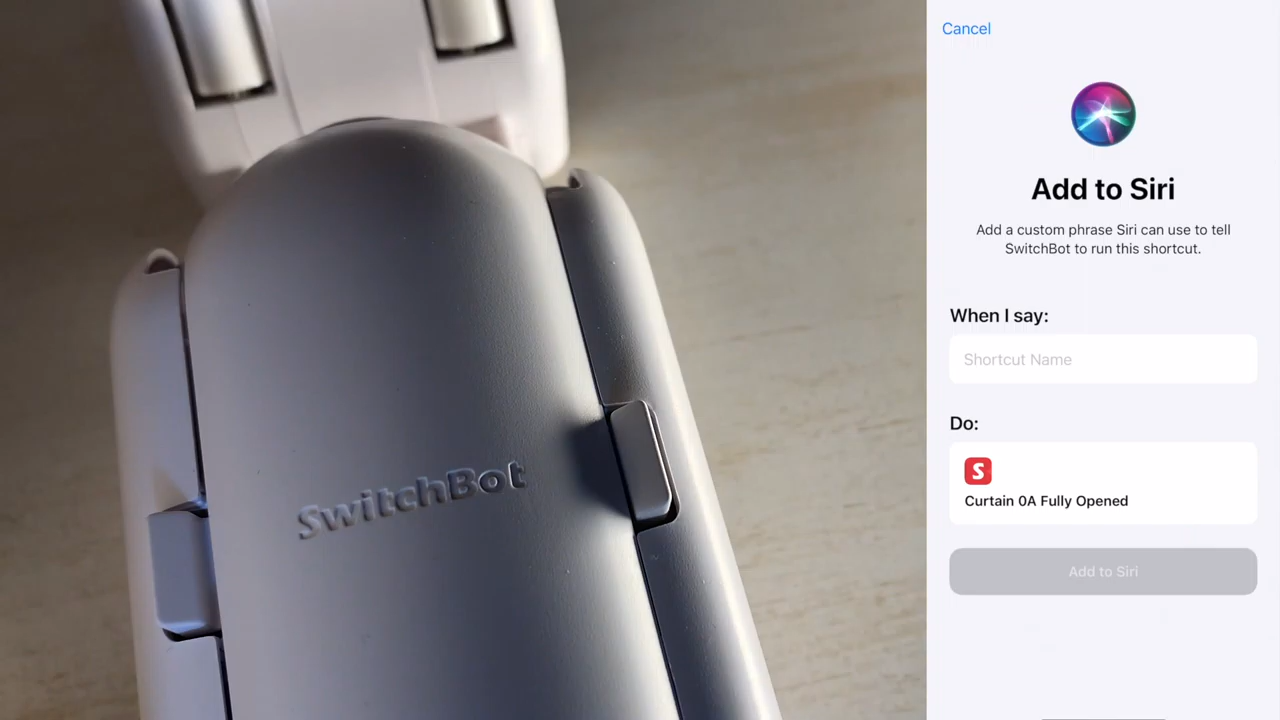 SwitchBot
Cancel
Add to Siri
Add a custom phrase Siri can use to tell
SwitchBot to run this shortcut.
When I say:
Shortcut Name
Do:
S
Curtain 0A Fully Opened
Add to Siri